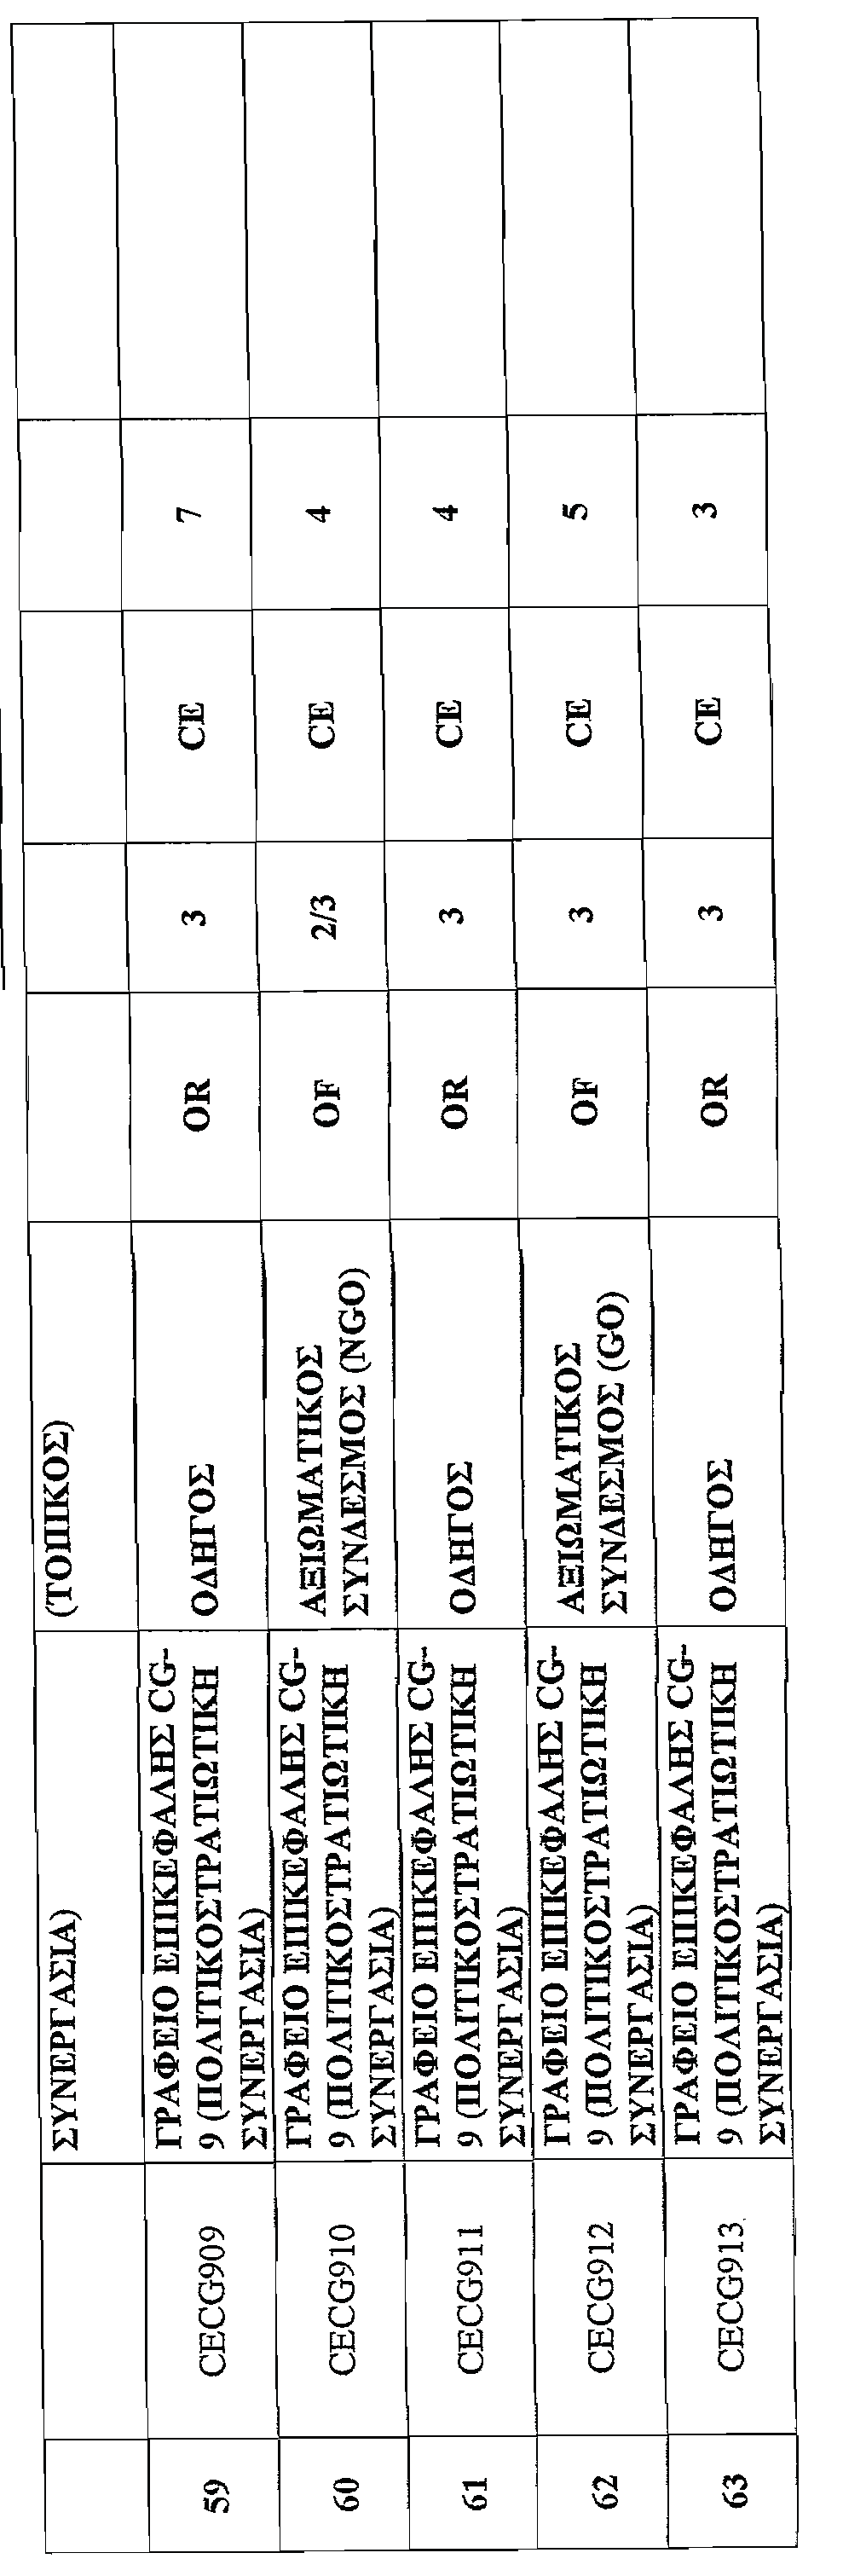 ΣΥΝΕΡΓΑΣΙΑ) (ΤΟΠΙΚΟΣ)
59 CECG909 ΓΡΑΦΕΙΟ ΕΠΙΚΕΦΑΛΗΣ CG-
9 (ΠΟΛΙΤΙΚΟΣΤΡΑΤΙΩΤΙΚΗ
ΣΥΝΕΡΓΑΣΙΑ) ΟΔΗΓΟΣ OR 3 CE 7
60 CECG910 ΓΡΑΦΕΙΟ ΕΠΙΚΕΦΑΛΗΣ CG-
9 (ΠΟΛΙΤΙΚΟΣΤΡΑΤΙΩΤΙΚΗ
ΣΥΝΕΡΓΑΣΙΑ) ΑΞΙΩΜΑΤΙΚΟΣ
ΣΥΝΔΕΣΜΟΣ (NGO) OF 2/3 CE 4
61 CECG911 ΓΡΑΦΕΙΟ ΕΠΙΚΕΦΑΛΗΣ CG-
9 (ΠΟΛΙΤΙΚΟΣΤΡΑΤΙΩΤΙΚΗ
ΣΥΝΕΡΓΑΣΙΑ) ΟΔΗΓΟΣ OR 3 CE 4
62 CECG912 ΓΡΑΦΕΙΟ ΕΠΙΚΕΦΑΛΗΣ CG-
9 (ΠΟΛΙΤΙΚΟΣΤΡΑΤΙΩΤΙΚΗ
ΣΥΝΕΡΓΑΣΙΑ) ΑΞΙΩΜΑΤΙΚΟΣ
ΣΥΝΔΕΣΜΟΣ (GO) OF 3 CE 5
63 CECG913 ΓΡΑΦΕΙΟ ΕΠΙΚΕΦΑΛΗΣ CG-
9 (ΠΟΛΙΤΙΚΟΣΤΡΑΤΙΩΤΙΚΗ
ΣΥΝΕΡΓΑΣΙΑ) ΟΔΗΓΟΣ OR 3 CE 3